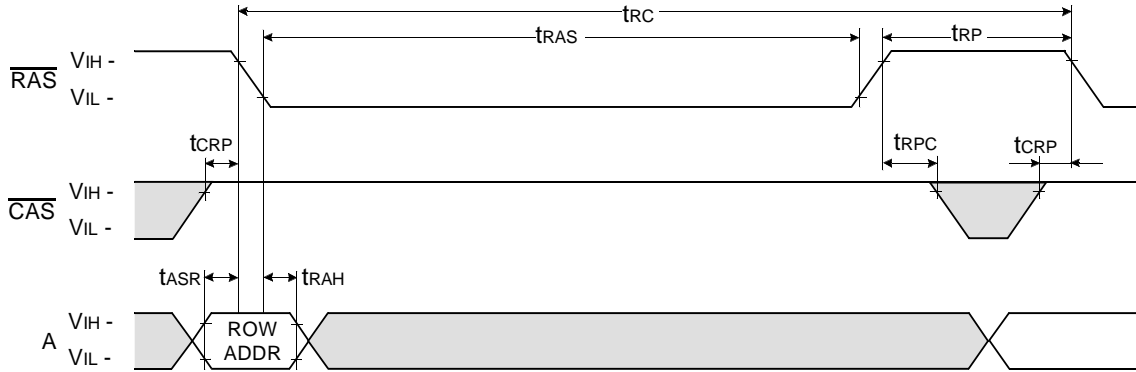 tRC
tRAS
tRP
RAS
VIH -
VIL -
tCRP
tRPC
tCRP
CAS
VIH -
VIL -
tASR
tRAH
A
VIH -
VIL -
ROW
ADDR